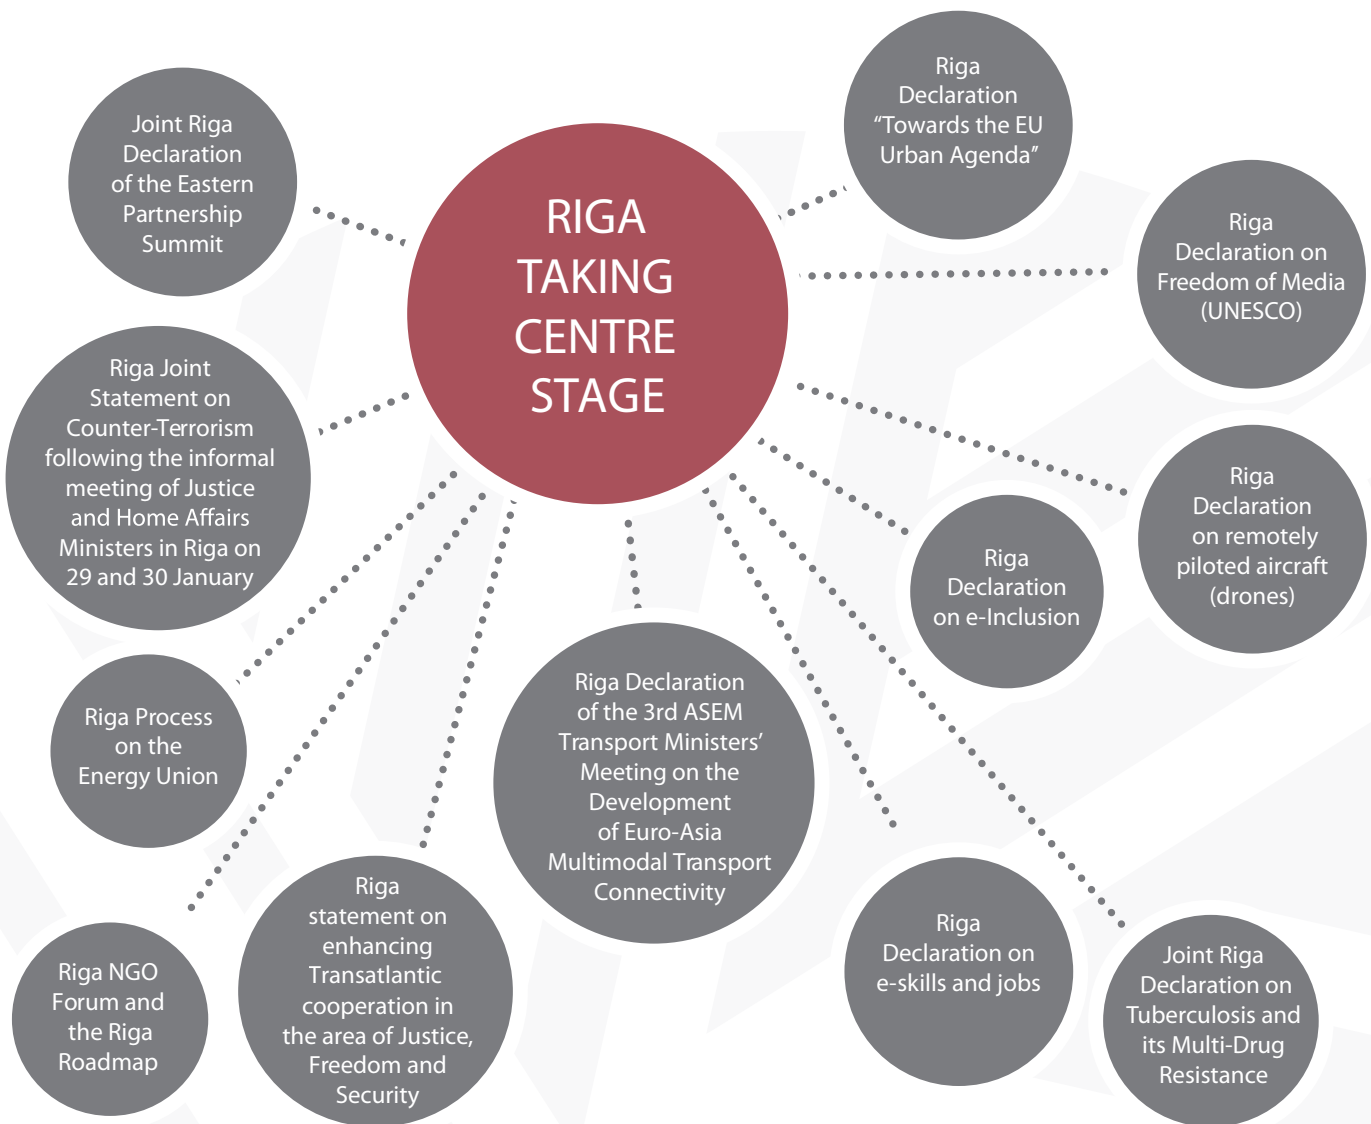 RIGA
TAKING
CENTRE
STAGE
Joint Riga
Declaration
of the Eastern
Partnership
Summit
Riga
Declaration
“Towards the EU
Urban Agenda”
Riga
Declaration on
Freedom of Media
(UNESCO)
Riga Joint
Statement on
Counter-Terrorism
following the informal
meeting of Justice
and Home Affairs
Ministers in Riga on
29 and 30 January
Riga
Declaration
on remotely
piloted aircraft
(drones)
Riga
Declaration
on e-Inclusion
Riga Process
on the
Energy Union
Riga Declaration
of the 3rd ASEM
Transport Ministers’
Meeting on the
Development
of Euro-Asia
Multimodal Transport
Connectivity
Riga NGO
Forum and
the Riga
Roadmap
Riga
statement on
enhancing
Transatlantic
cooperation in
the area of Justice,
Freedom and
Security
Riga
Declaration on
e-skills and jobs
Joint Riga
Declaration on
Tuberculosis and
its Multi-Drug
Resistance